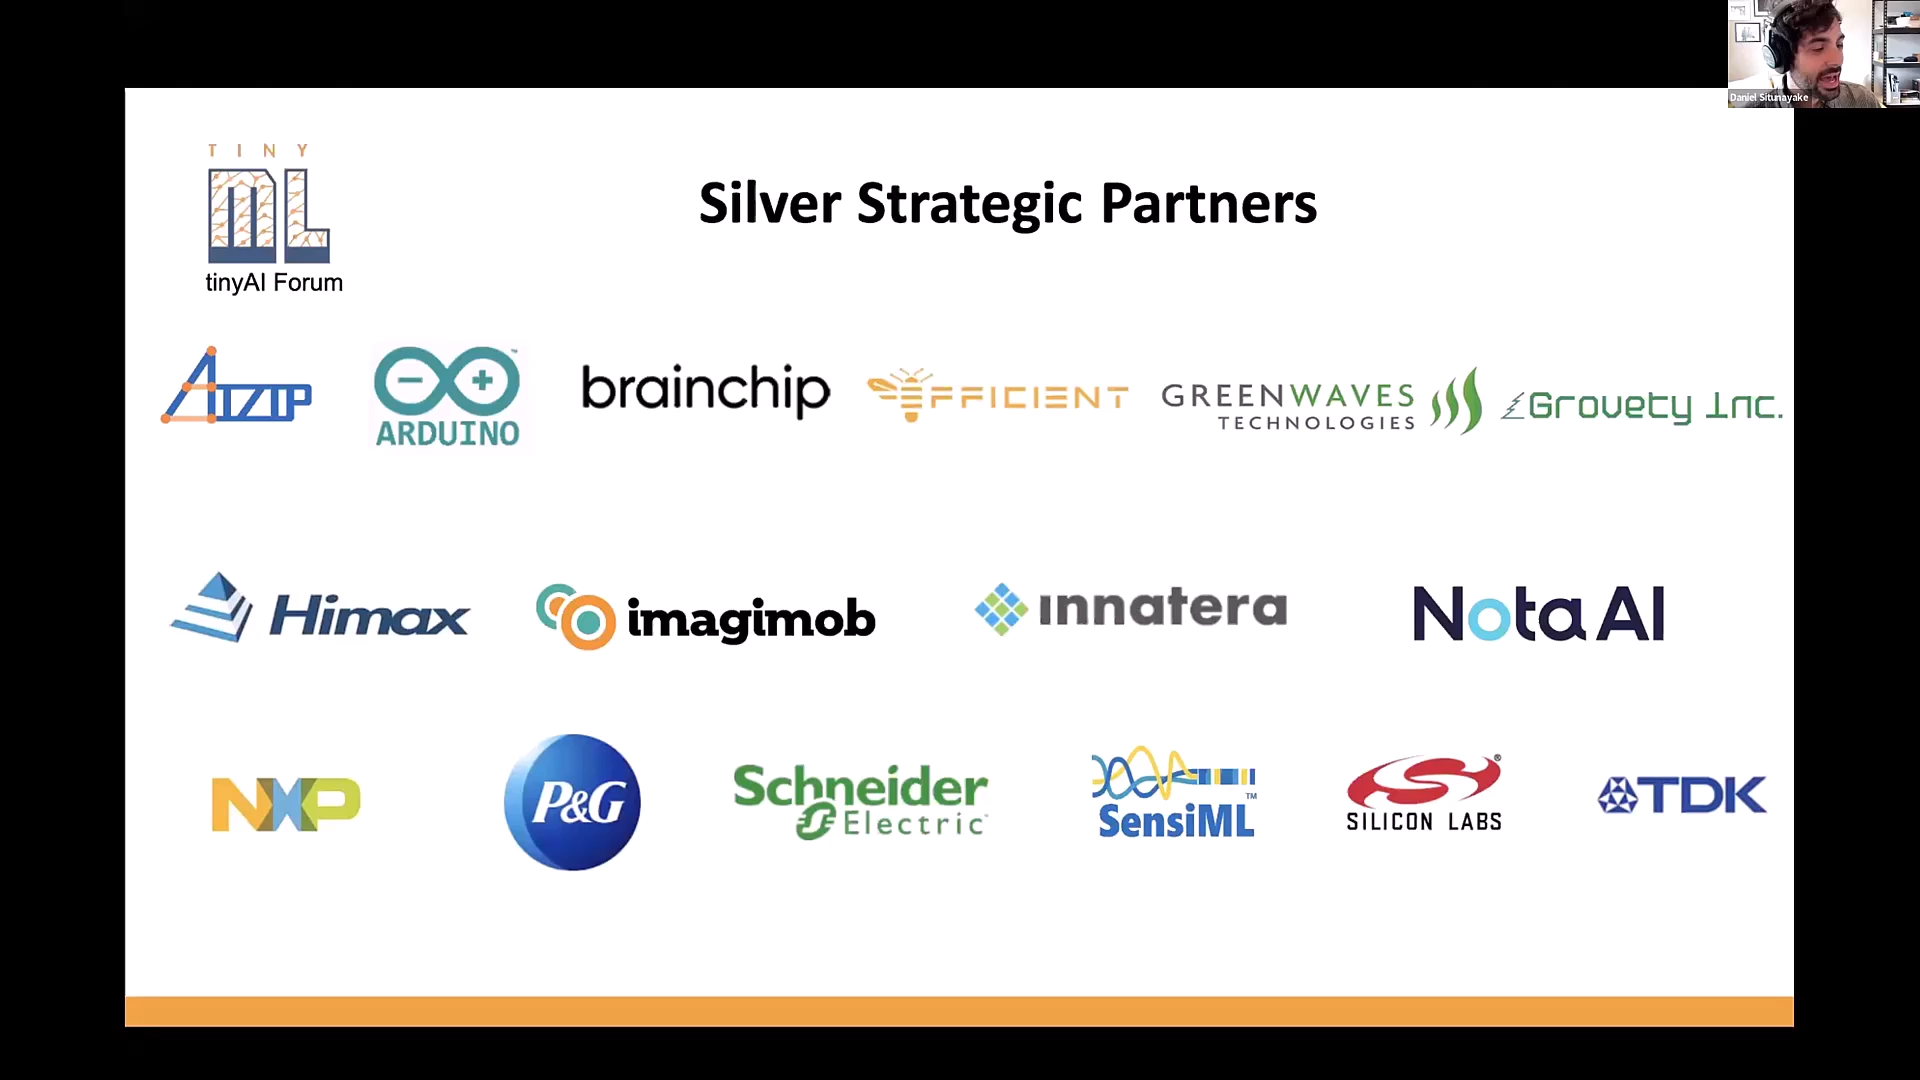 Daniel Situnayake
TINY
ML
tinyAI Forum
Silver Strategic Partners
AIZIP
ARDUINO
brainchip
EFFICIENT
GREENWAVES
TECHNOLOGIES
Grovety Inc.
Himax
imagimob
innatera
Nota AI
NXP
P&G
Schneider
Electric
SensiML
SILICON LABS
TDK